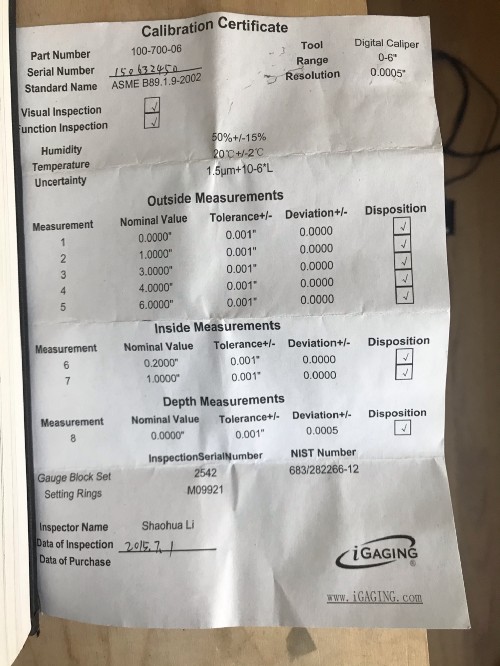 Calibration Certificate
Part Number 100-700-06 Tool Digital Caliper
Serial Number 150632450 Range 0-6"
Standard Name ASME B89.1.9-2002 Resolution 0.0005"
Visual Inspection √
unction Inspection √
Humidity 50%+/-15%
Temperature 20℃+/-2℃
Uncertainty 1.5μm+10-6*L
Outside Measurements
Measurement Nominal Value Tolerance+/- Deviation+/- Disposition
1 0.0000" 0.001" 0.0000 √
2 1.0000" 0.001" 0.0000 √
3 3.0000" 0.001" 0.0000 √
4 4.0000" 0.001" 0.0000 √
5 6.0000" 0.001" 0.0000 √
Inside Measurements
Measurement Nominal Value Tolerance+/- Deviation+/- Disposition
6 0.2000" 0.001" 0.0000 √
7 1.0000" 0.001" 0.0000 √
Depth Measurements
Measurement Nominal Value Tolerance+/- Deviation+/- Disposition
8 0.0000" 0.001" 0.0005 √
InspectionSerialNumber NIST Number
Gauge Block Set 2542 683/282266-12
Setting Rings M09921
Inspector Name Shaohua Li
Data of Inspection 2015.7.1
Data of Purchase
iGAGING®
www.iGAGING.com